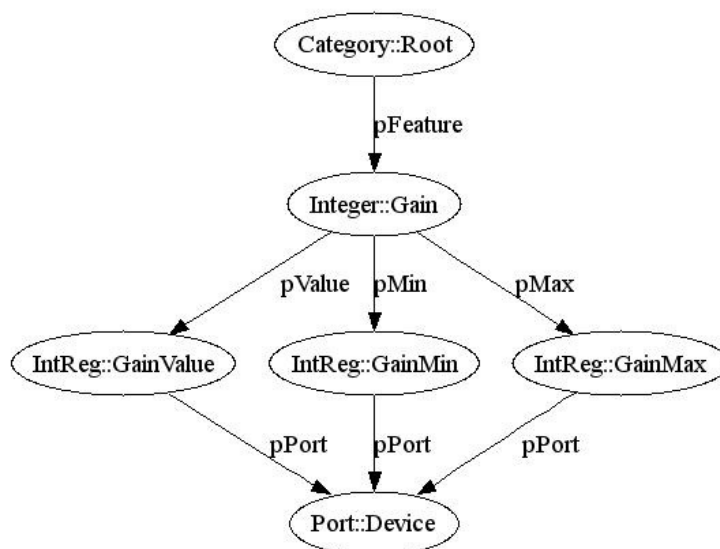 Category::Root
pFeature
Integer::Gain
pValue
pMin
pMax
IntReg::GainValue
IntReg::GainMin
IntReg::GainMax
pPort
pPort
pPort
Port::Device